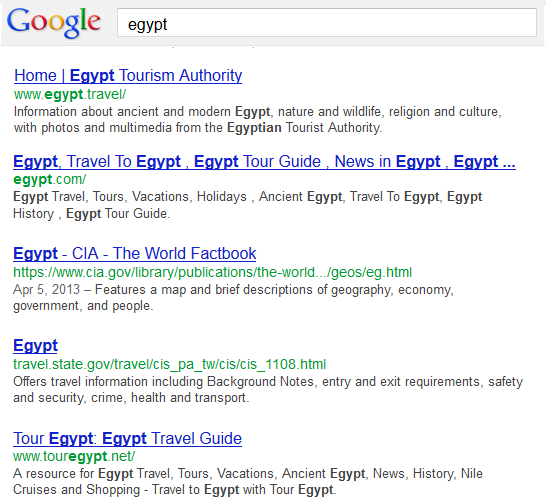 Google
egypt
Home | Egypt Tourism Authority
www.egypt.travel/
Information about ancient and modern Egypt, nature and wildlife, religion and culture,
with photos and multimedia from the Egyptian Tourist Authority.
Egypt, Travel To Egypt , Egypt Tour Guide , News in Egypt , Egypt ...
egypt.com/
Egypt Travel, Tours, Vacations, Holidays , Ancient Egypt, Travel To Egypt, Egypt
History , Egypt Tour Guide.
Egypt - CIA - The World Factbook
https://www.cia.gov/library/publications/the-world.../geos/eg.html
Apr 5, 2013 – Features a map and brief descriptions of geography, economy,
government, and people.
Egypt
travel.state.gov/travel/cis_pa_tw/cis/cis_1108.html
Offers travel information including Background Notes, entry and exit requirements, safety
and security, crime, health and transport.
Tour Egypt: Egypt Travel Guide
www.touregypt.net/
A resource for Egypt Travel, Tours, Vacations, Ancient Egypt, News, History, Nile
Cruises and Shopping - Travel to Egypt with Tour Egypt.